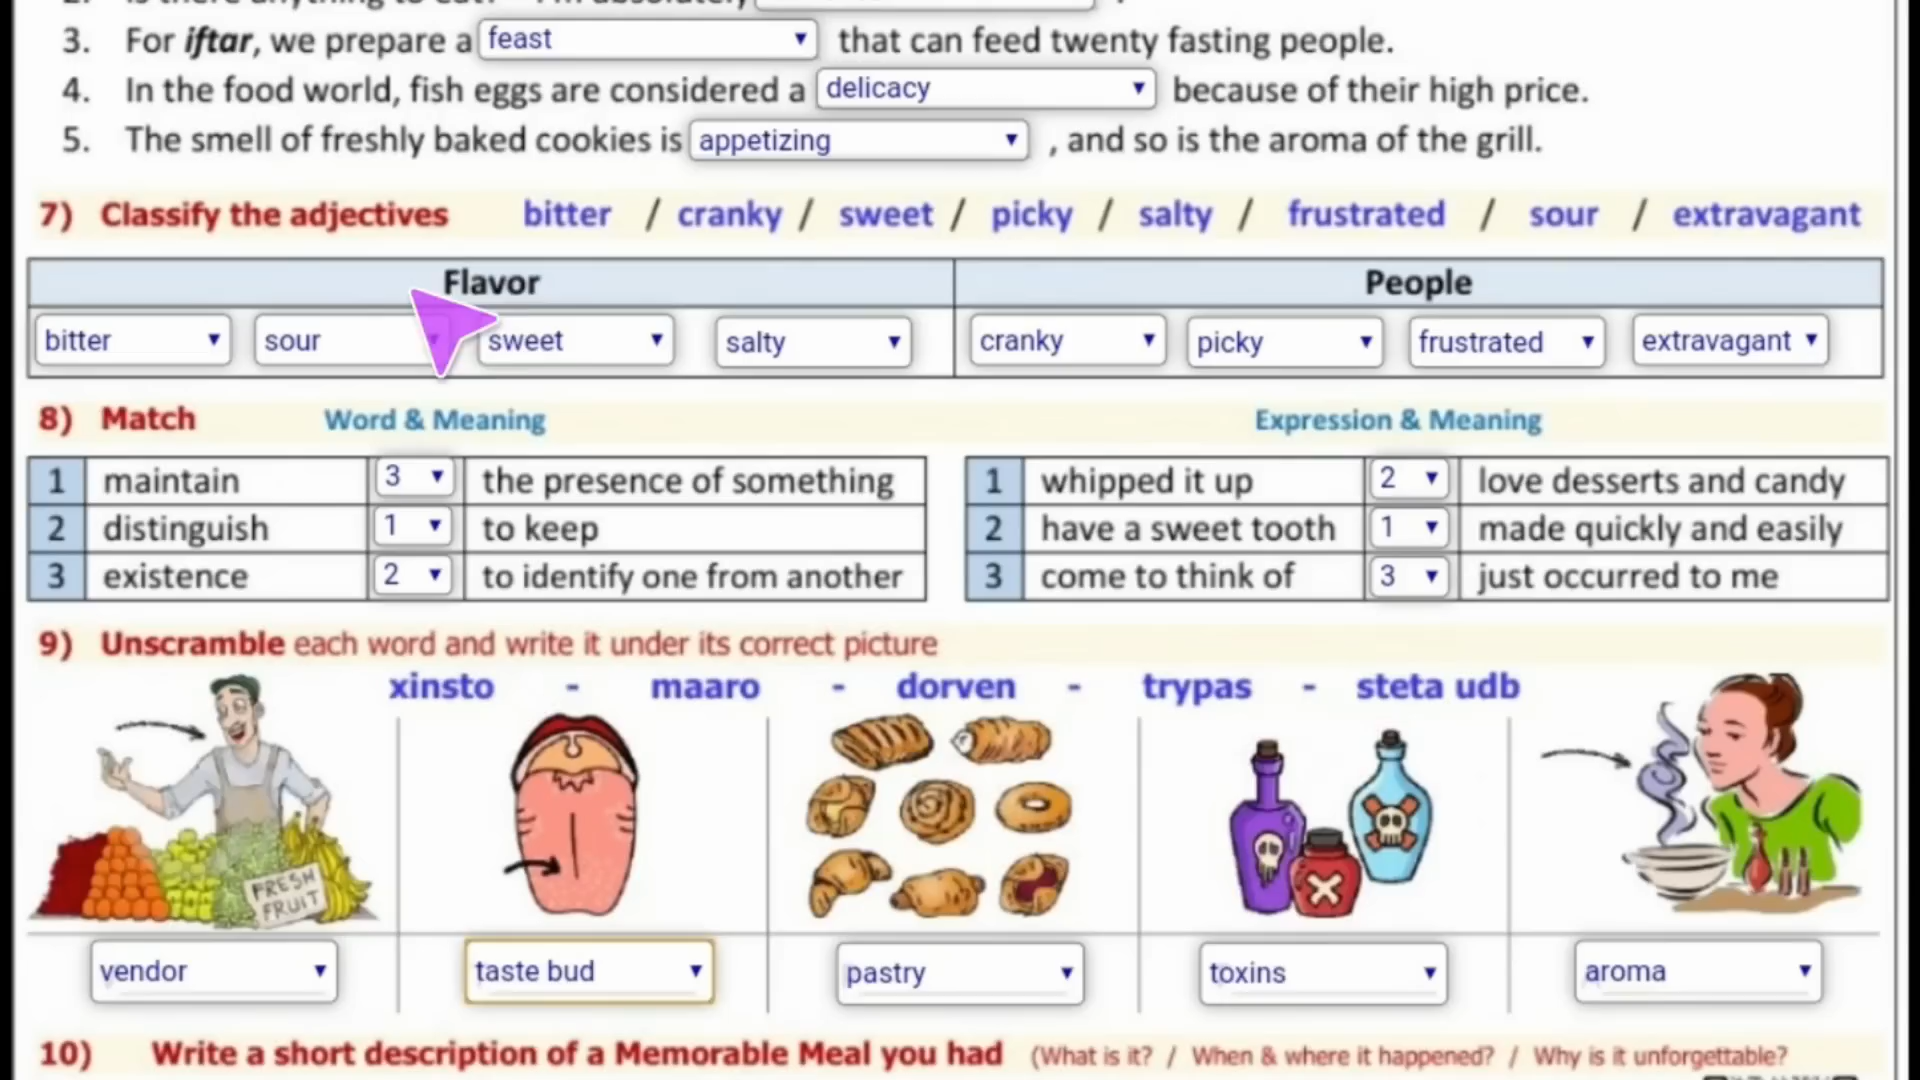 3. For iftar, we prepare a feast that can feed twenty fasting people.
4. In the food world, fish eggs are considered a delicacy because of their high price.
5. The smell of freshly baked cookies is appetizing , and so is the aroma of the grill.
7) Classify the adjectives bitter / cranky / sweet / picky / salty / frustrated / sour / extravagant
Flavor People
bitter sour sweet salty cranky picky frustrated extravagant
8) Match Word & Meaning Expression & Meaning
1 maintain 3 the presence of something 1 whipped it up 2 love desserts and candy
2 distinguish 1 to keep 2 have a sweet tooth 1 made quickly and easily
3 existence 2 to identify one from another 3 come to think of 3 just occurred to me
9) Unscramble each word and write it under its correct picture
xinsto - maaro - dorven - trypas - steta udb
FRESH
FRUIT
vendor taste bud pastry toxins aroma
10) Write a short description of a Memorable Meal you had (What is it? / When & where it happened? / Why is it unforgettable?